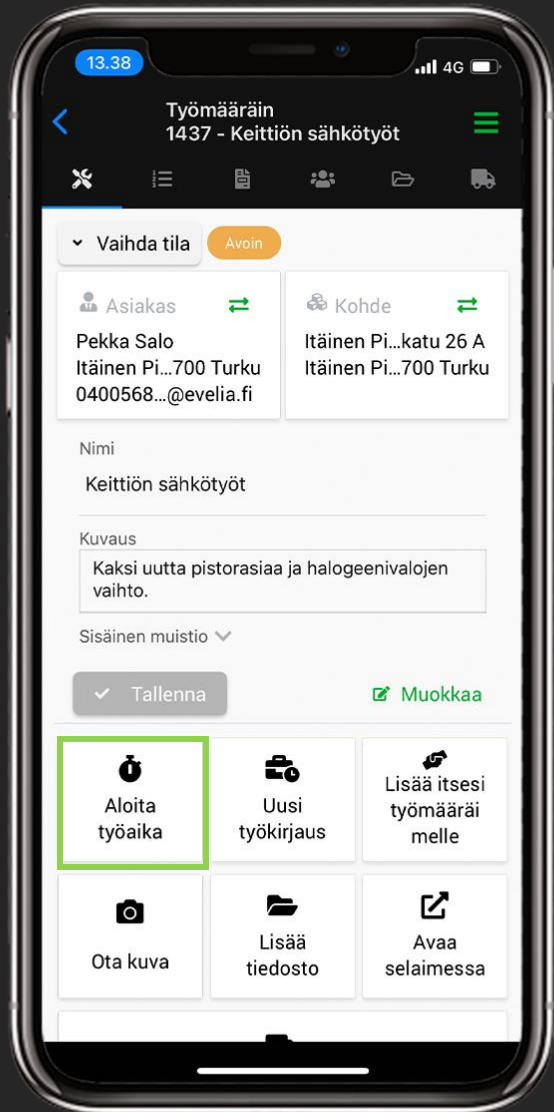 13.38
4G
Työmääräin
1437 - Keittiön sähkötyöt
Vaihda tila
Avoin
Asiakas
Pekka Salo
Itäinen Pi...700 Turku
0400568...@evelia.fi
Kohde
Itäinen Pi...katu 26 A
Itäinen Pi...700 Turku
Nimi
Keittiön sähkötyöt
Kuvaus
Kaksi uutta pistorasiaa ja halogeenivalojen
vaihto.
Sisäinen muistio
Tallenna
Muokkaa
Aloita
työaika
Uusi
työkirjaus
Lisää itsesi
työmääräi
melle
Ota kuva
Lisää
tiedosto
Avaa
selaimessa